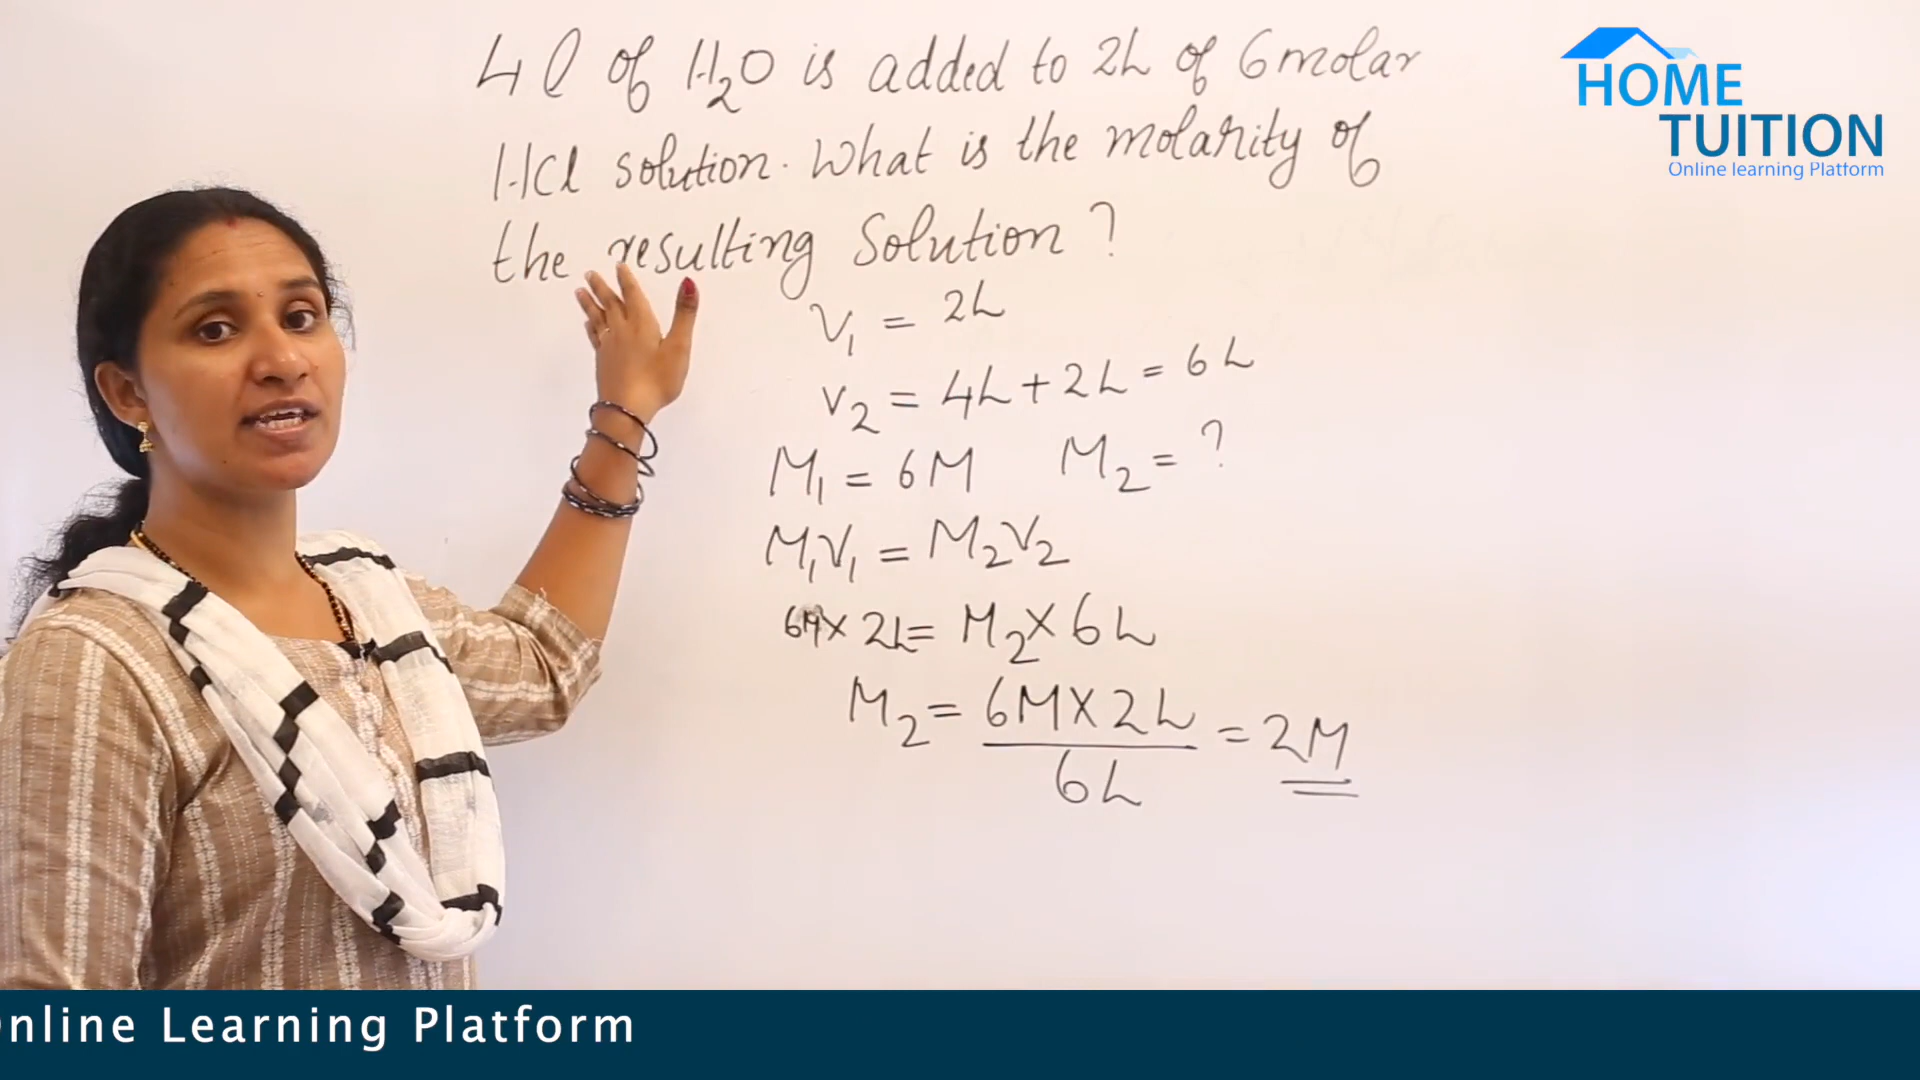 4 l of H₂O is added to 2L of 6 molar
HCl solution. What is the molarity of
the resulting solution?
V₁ = 2L
V₂ = 4L + 2L = 6L
M₁ = 6M M₂ = ?
M₁V₁ = M₂V₂
6M × 2L = M₂ × 6L
M₂ = 6M × 2L / 6L = 2M
HOME
TUITION
Online learning Platform
nline Learning Platform